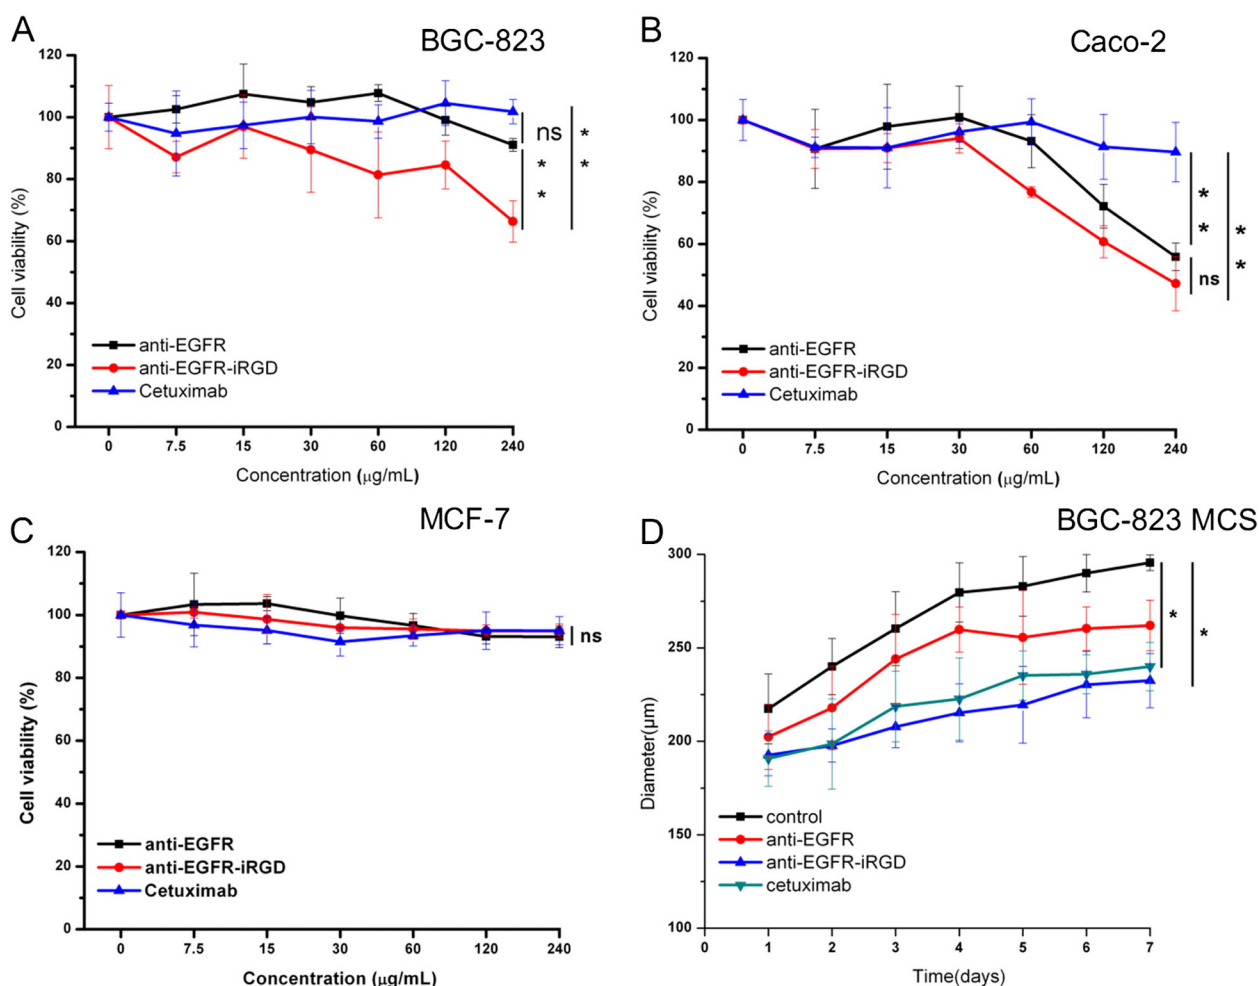 A
BGC-823
120
100
80
60
40
20
0
Cell viability (%)
ns
*
*
*
*
anti-EGFR
anti-EGFR-iRGD
Cetuximab
0 7.5 15 30 60 120 240
Concentration (μg/mL)
B
Caco-2
120
100
80
60
40
20
0
Cell viability (%)
*
*
*
*
ns
anti-EGFR
anti-EGFR-iRGD
Cetuximab
0 7.5 15 30 60 120 240
Concentration (μg/mL)
C
MCF-7
120
100
80
60
40
20
0
Cell viability (%)
ns
anti-EGFR
anti-EGFR-iRGD
Cetuximab
0 7.5 15 30 60 120 240
Concentration (μg/mL)
D
BGC-823 MCS
300
250
200
150
100
Diameter(μm)
*
*
control
anti-EGFR
anti-EGFR-iRGD
cetuximab
0 1 2 3 4 5 6 7
Time(days)